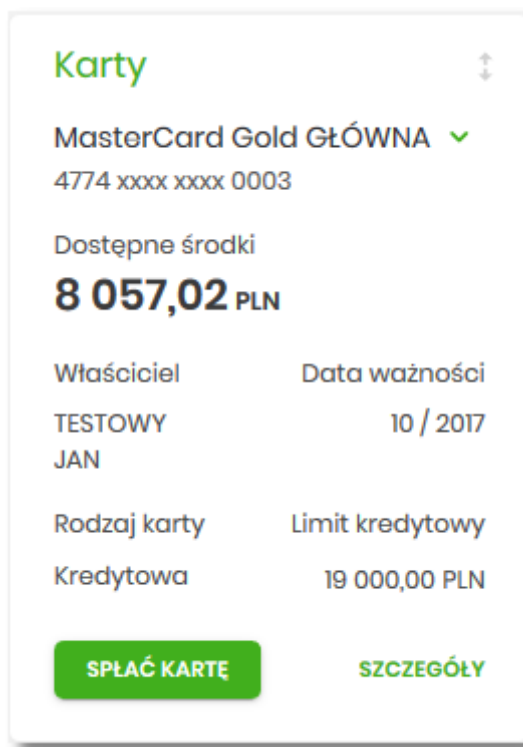 Karty
MasterCard Gold GŁÓWNA
4774 xxxx xxxx 0003
Dostępne środki
8 057,02 PLN
Właściciel Data ważności
TESTOWY 10 / 2017
JAN
Rodzaj karty Limit kredytowy
Kredytowa 19 000,00 PLN
SPŁAĆ KARTĘ SZCZEGÓŁY